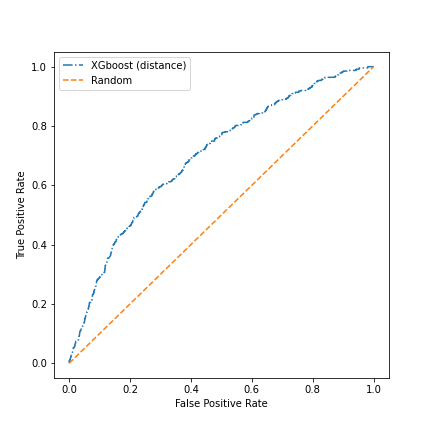 XGboost (distance)
Random
1.0
0.8
0.6
0.4
0.2
0.0
True Positive Rate
0.0 0.2 0.4 0.6 0.8 1.0
False Positive Rate